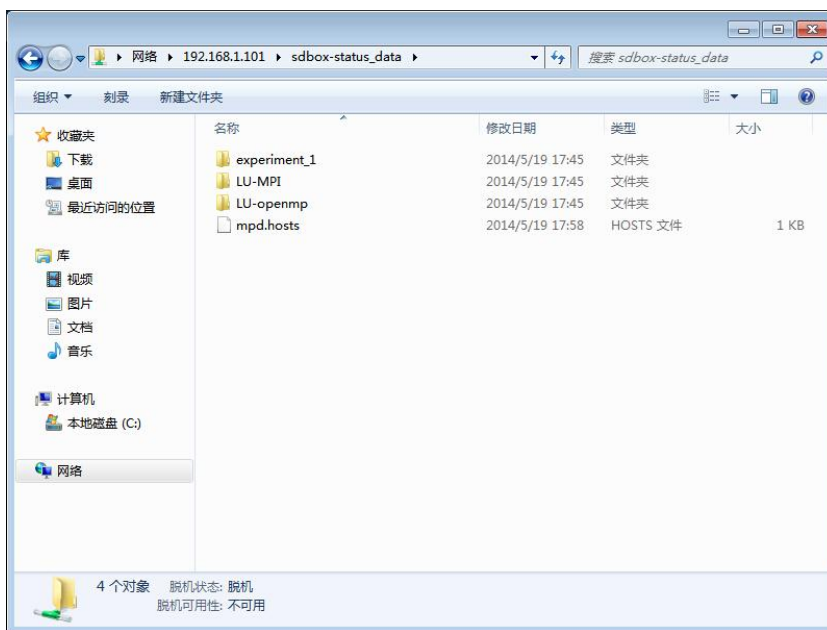 网络 192.168.1.101 sdbox-status_data 搜索 sdbox-status_data
组织 刻录 新建文件夹
收藏夹
下载
桌面
最近访问的位置
库
视频
图片
文档
音乐
计算机
本地磁盘 (C:)
网络
名称 修改日期 类型 大小
experiment_1 2014/5/19 17:45 文件夹
LU-MPI 2014/5/19 17:45 文件夹
LU-openmp 2014/5/19 17:45 文件夹
mpd.hosts 2014/5/19 17:58 HOSTS 文件 1 KB
4 个对象 脱机状态: 脱机
脱机可用性: 不可用